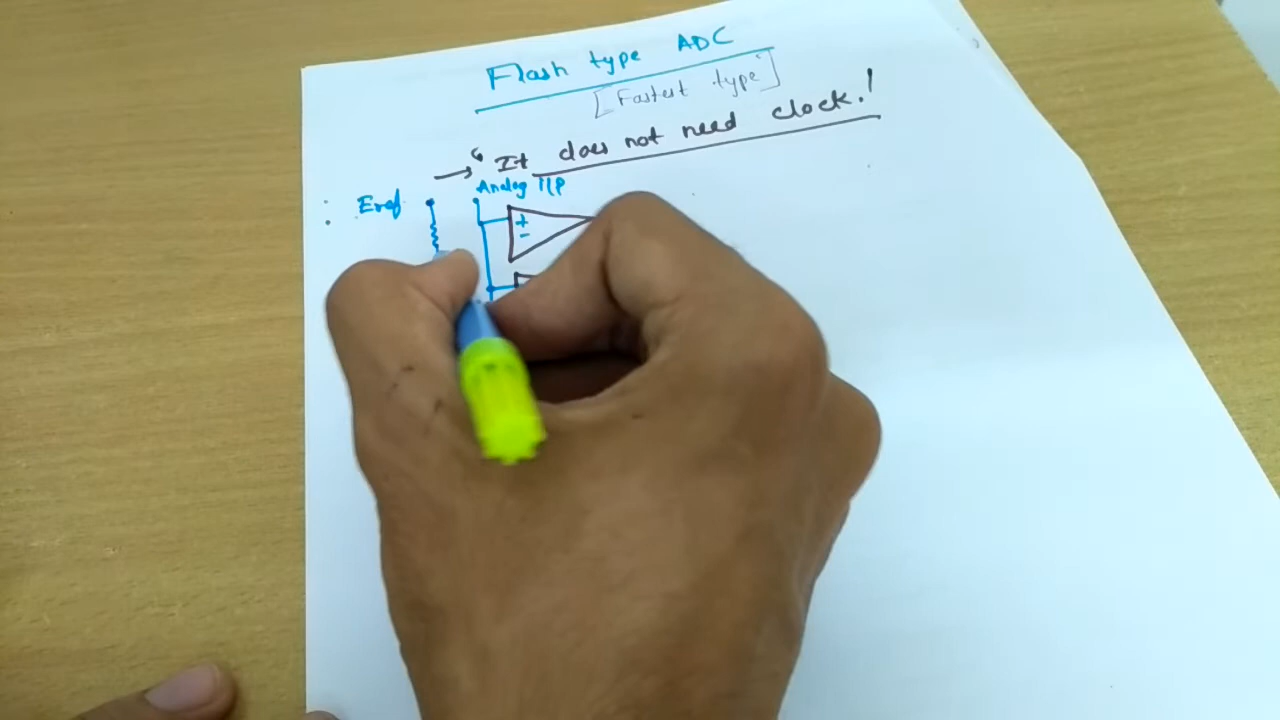 Flash type ADC
[Fastest type]
→ " It does not need clock.!
Analog I/P
: Eref
+
-